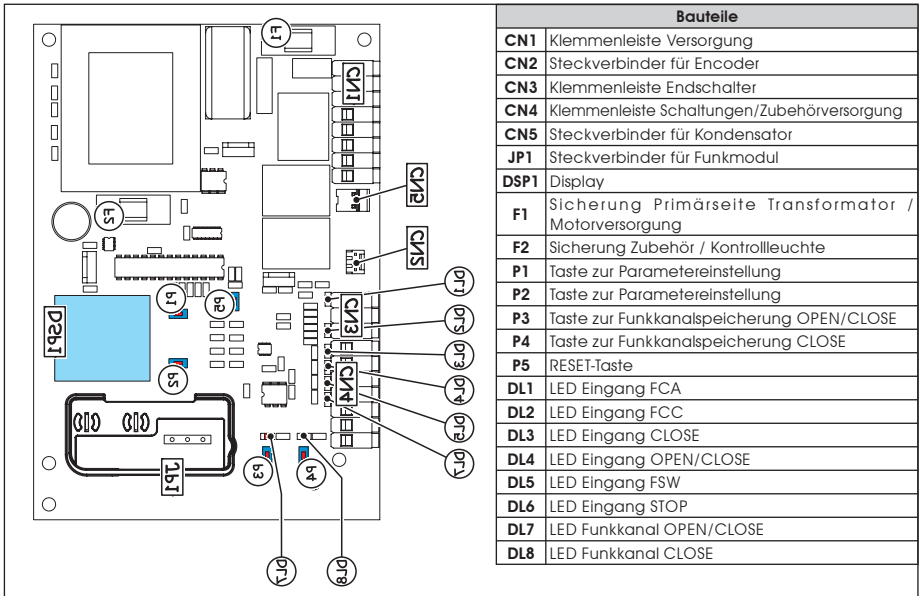 F1
CN1
CN5
F2
CN2
DL1
P1
P5
DSP1
CN3
DL2
DL3
P2
CN4
DL4
DL5
DL7
JP1
P3
P4
DL7
DL8
Bauteile
CN1 Klemmenleiste Versorgung
CN2 Steckverbinder für Encoder
CN3 Klemmenleiste Endschalter
CN4 Klemmenleiste Schaltungen/Zubehörversorgung
CN5 Steckverbinder für Kondensator
JP1 Steckverbinder für Funkmodul
DSP1 Display
F1 Sicherung Primärseite Transformator /
Motorversorgung
F2 Sicherung Zubehör / Kontrollleuchte
P1 Taste zur Parametereinstellung
P2 Taste zur Parametereinstellung
P3 Taste zur Funkkanalspeicherung OPEN/CLOSE
P4 Taste zur Funkkanalspeicherung CLOSE
P5 RESET-Taste
DL1 LED Eingang FCA
DL2 LED Eingang FCC
DL3 LED Eingang CLOSE
DL4 LED Eingang OPEN/CLOSE
DL5 LED Eingang FSW
DL6 LED Eingang STOP
DL7 LED Funkkanal OPEN/CLOSE
DL8 LED Funkkanal CLOSE